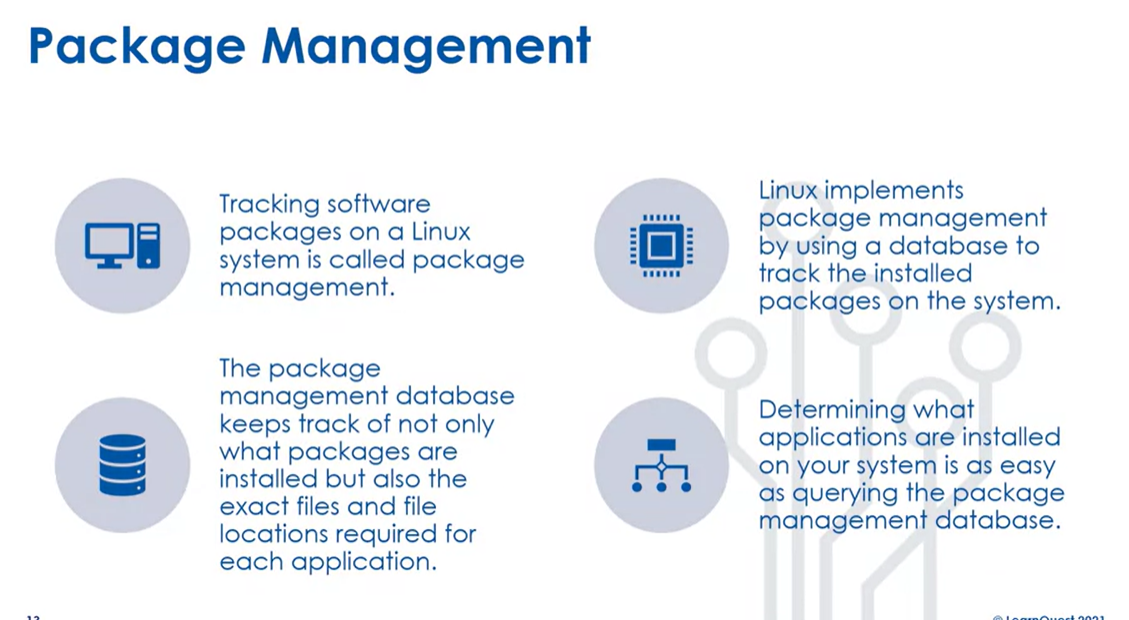 Package Management
Tracking software
packages on a Linux
system is called package
management.
Linux implements
package management
by using a database to
track the installed
packages on the system.
The package
management database
keeps track of not only
what packages are
installed but also the
exact files and file
locations required for
each application.
Determining what
applications are installed
on your system is as easy
as querying the package
management database.
13
© LearnQuest 2021